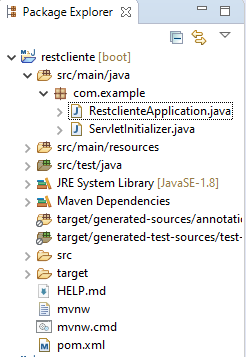 Package Explorer
restcliente [boot]
src/main/java
com.example
RestclienteApplication.java
ServletInitializer.java
src/main/resources
src/test/java
JRE System Library [JavaSE-1.8]
Maven Dependencies
target/generated-sources/annotati
target/generated-test-sources/test-
src
target
HELP.md
mvnw
mvnw.cmd
pom.xml